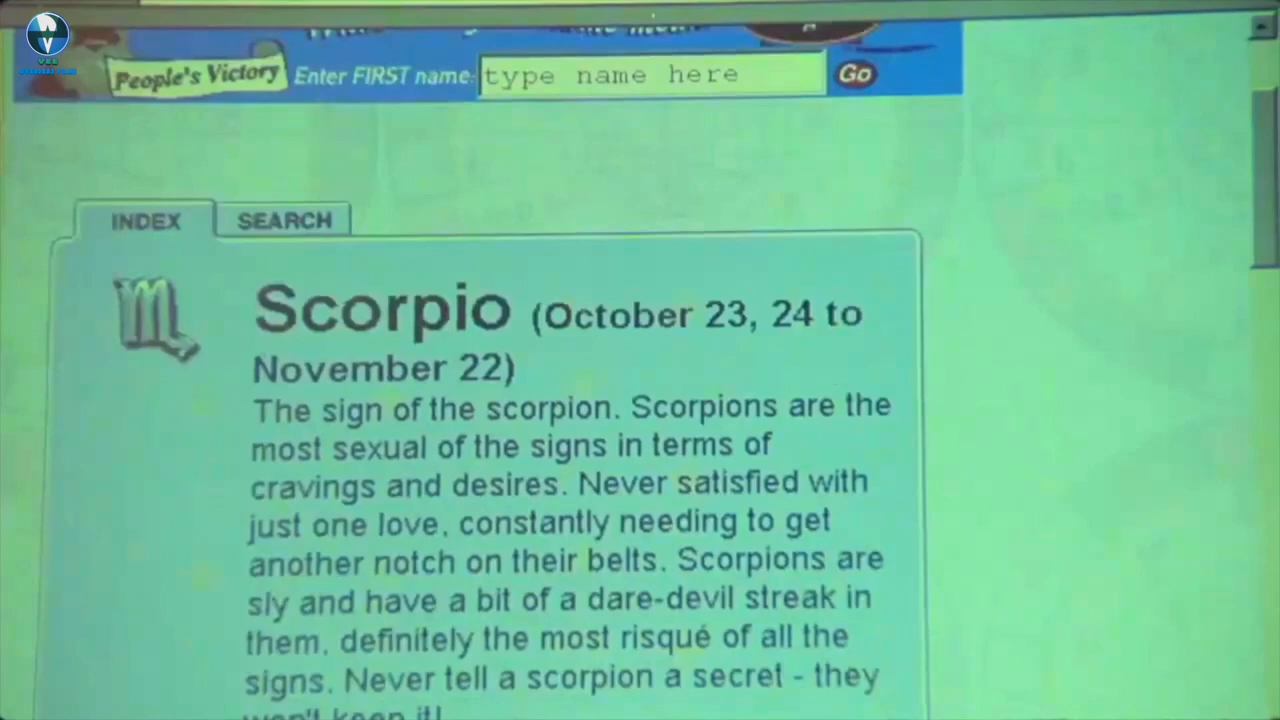 VEE
People's Victory Enter FIRST name: type name here Go
INDEX SEARCH
Scorpio (October 23, 24 to
November 22)
The sign of the scorpion. Scorpions are the
most sexual of the signs in terms of
cravings and desires. Never satisfied with
just one love, constantly needing to get
another notch on their belts. Scorpions are
sly and have a bit of a dare-devil streak in
them, definitely the most risqué of all the
signs. Never tell a scorpion a secret - they
won't keep it!